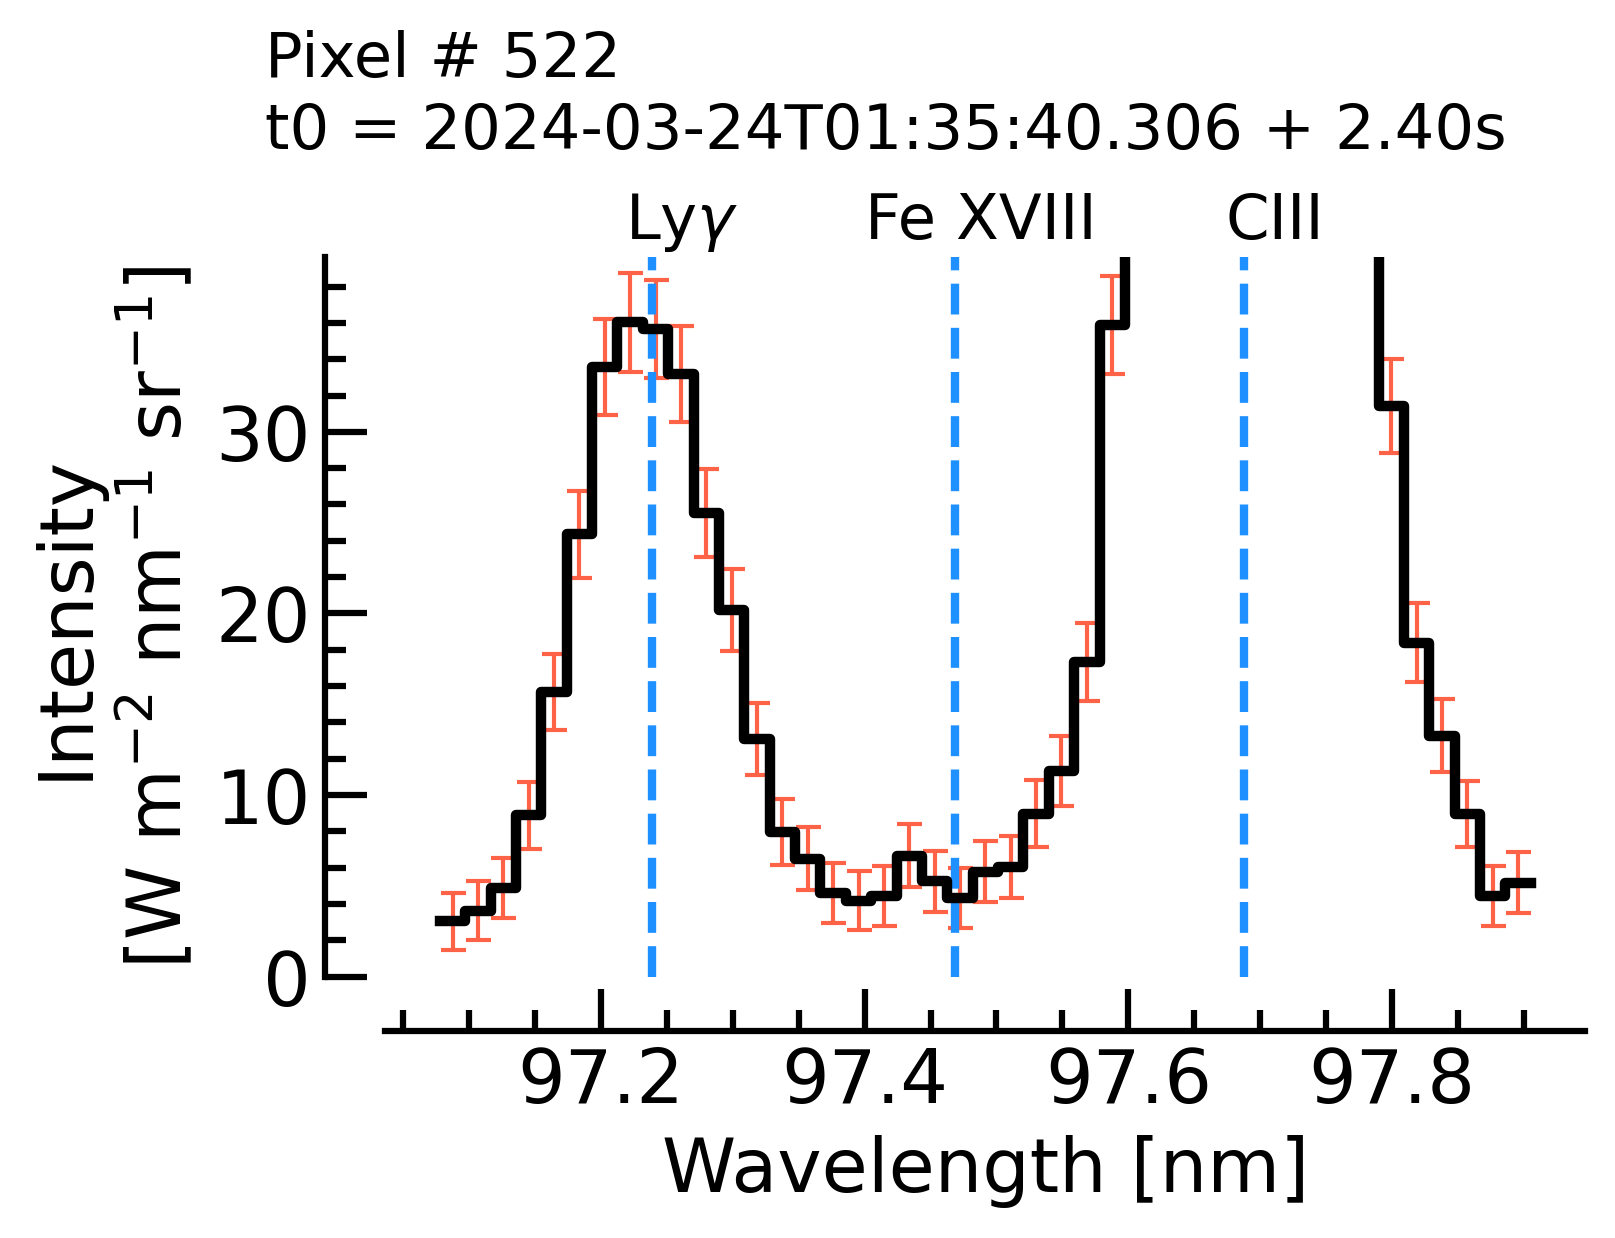 Pixel # 522
t0 = 2024-03-24T01:35:40.306 + 2.40s
Lyγ Fe XVIII CIII
Intensity
[W m⁻² nm⁻¹ sr⁻¹]
30
20
10
0
97.2 97.4 97.6 97.8
Wavelength [nm]